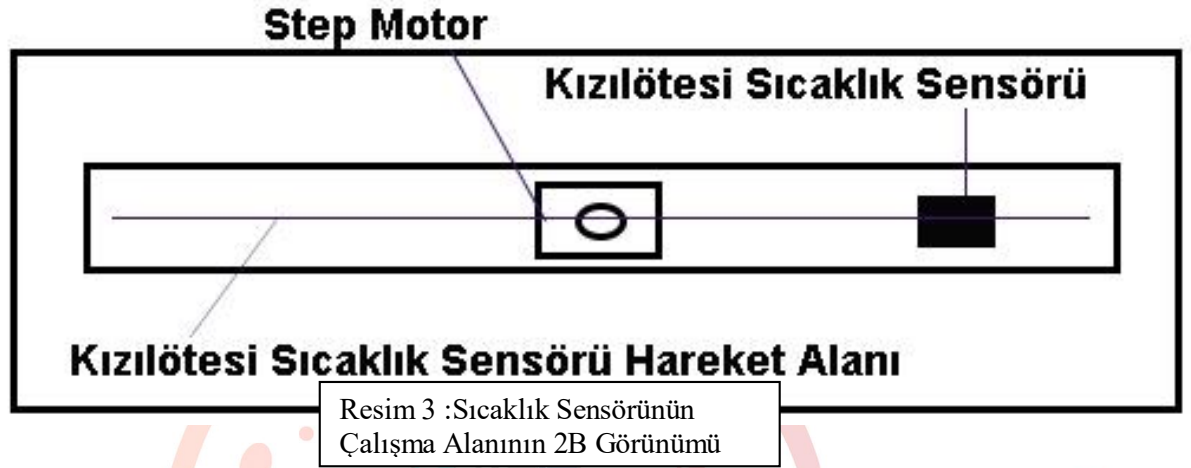 Step Motor
Kızılötesi Sıcaklık Sensörü
Kızılötesi Sıcaklık Sensörü Hareket Alanı
Resim 3 :Sıcaklık Sensörünün
Çalışma Alanının 2B Görünümü